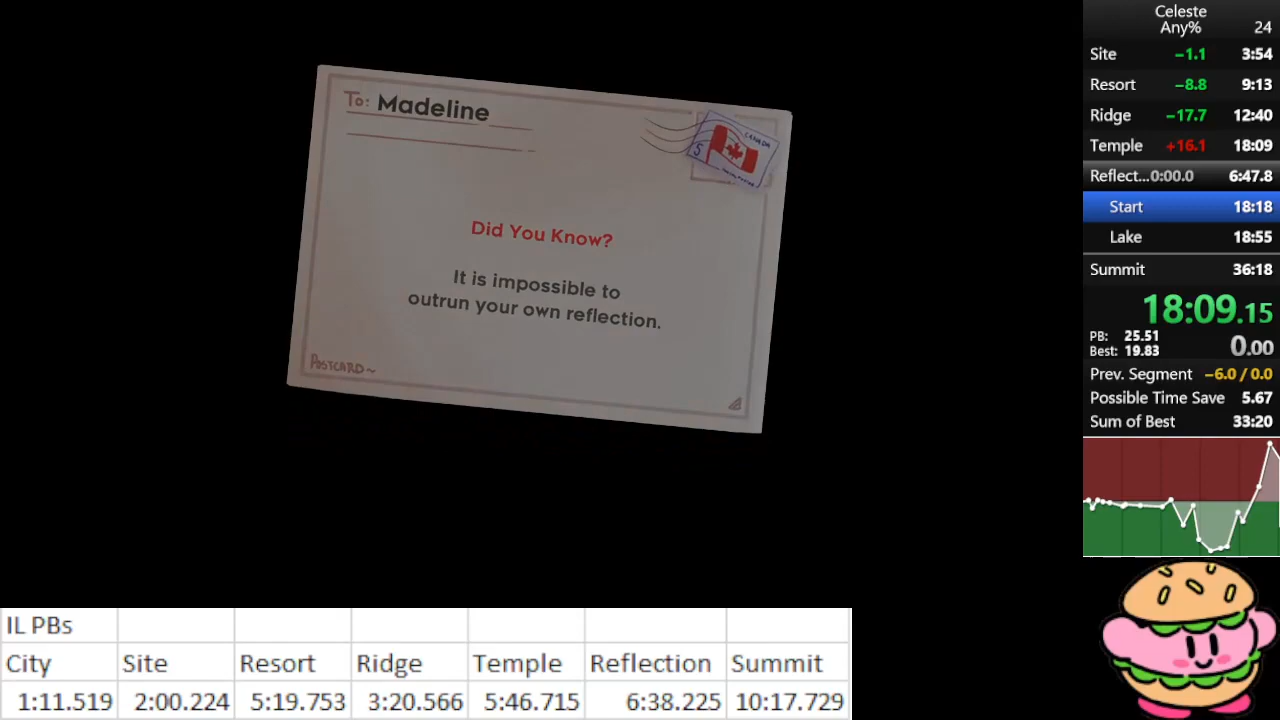 To: Madeline
CANADA
5
Did You Know?
It is impossible to
outrun your own reflection.
POSTCARD~
Celeste
Any% 24
Site −1.1 3:54
Resort −8.8 9:13
Ridge −17.7 12:40
Temple +16.1 18:09
Reflect...0:00.0 6:47.8
Start 18:18
Lake 18:55
Summit 36:18
18:09.15
PB: 25.51
Best: 19.83 0.00
Prev. Segment −6.0 / 0.0
Possible Time Save 5.67
Sum of Best 33:20
IL PBs
City Site Resort Ridge Temple Reflection Summit
1:11.519 2:00.224 5:19.753 3:20.566 5:46.715 6:38.225 10:17.729